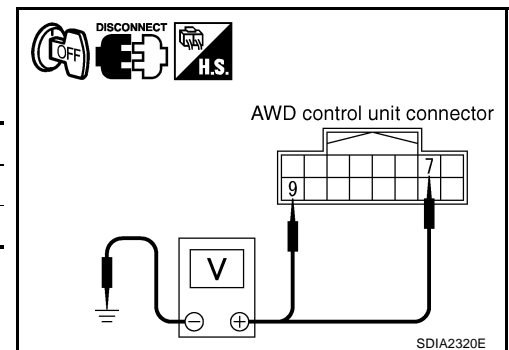 OFF
DISCONNECT
H.S.
AWD control unit connector
7
9
V
− +
SDIA2320E